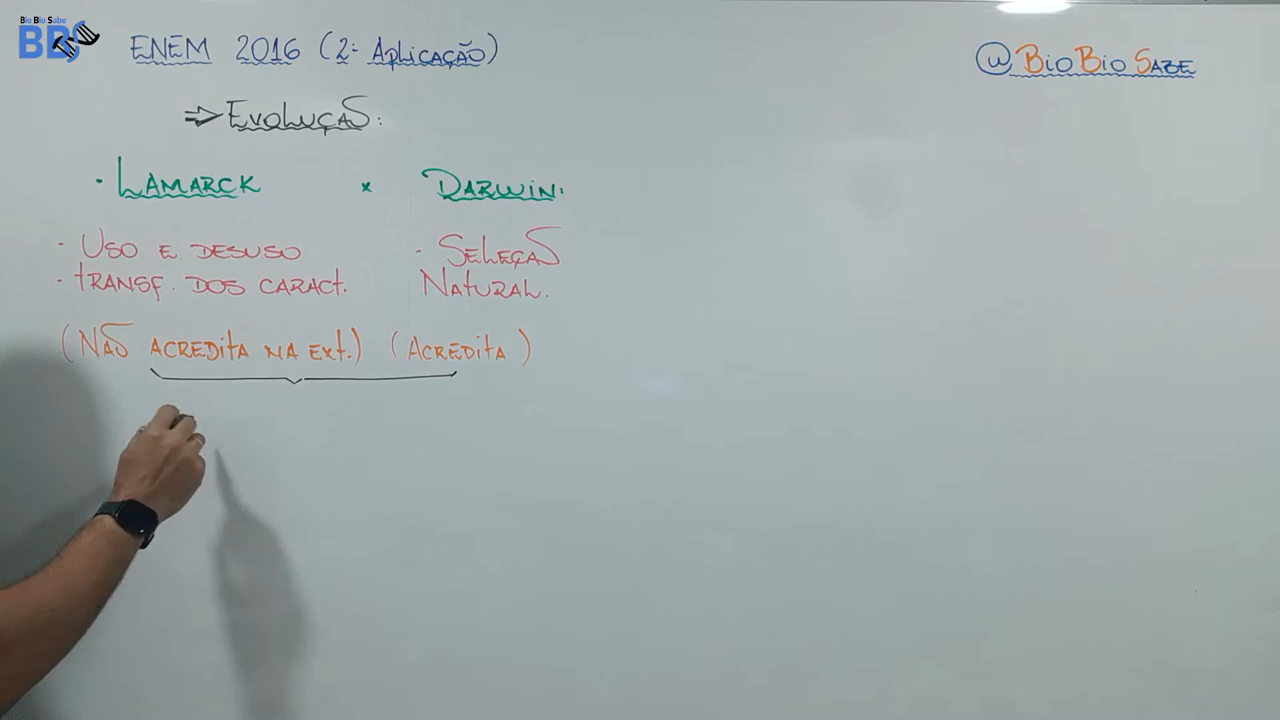 Bio Bio Sabe
BBS
ENEM 2016 (2ª Aplicação)
@BioBioSabe
⇒ Evolução:
· Lamarck × Darwin:
· Uso e desuso - Seleção
· transf. dos caract. Natural.
(Não acredita na ext.) (Acredita)